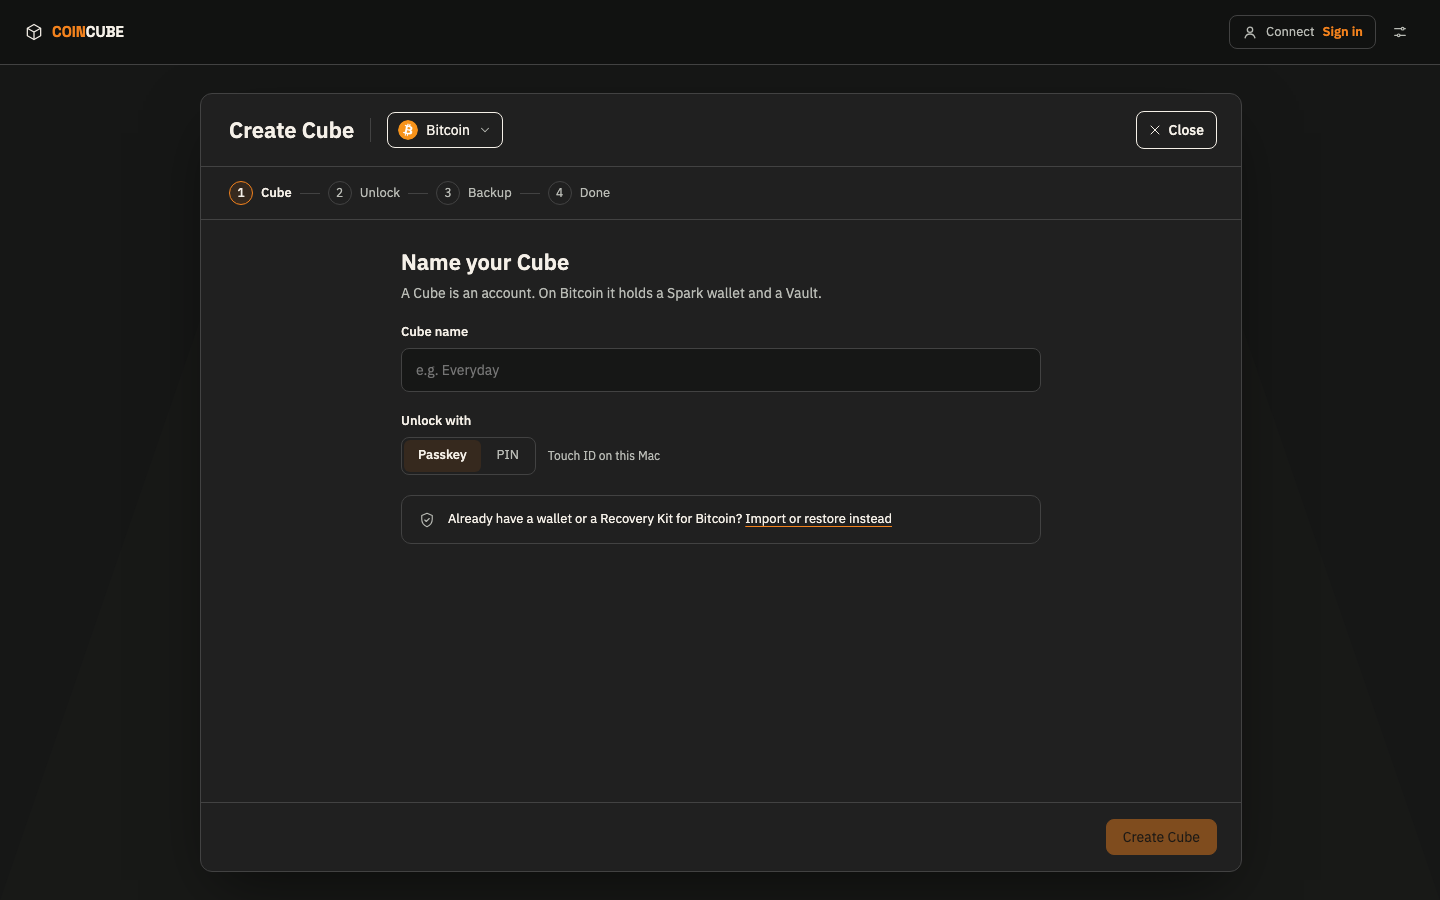 COINCUBE
Connect Sign in
Create Cube
Bitcoin
Close
1 Cube 2 Unlock 3 Backup 4 Done
Name your Cube
A Cube is an account. On Bitcoin it holds a Spark wallet and a Vault.
Cube name
e.g. Everyday
Unlock with
Passkey PIN Touch ID on this Mac
Already have a wallet or a Recovery Kit for Bitcoin? Import or restore instead
Create Cube